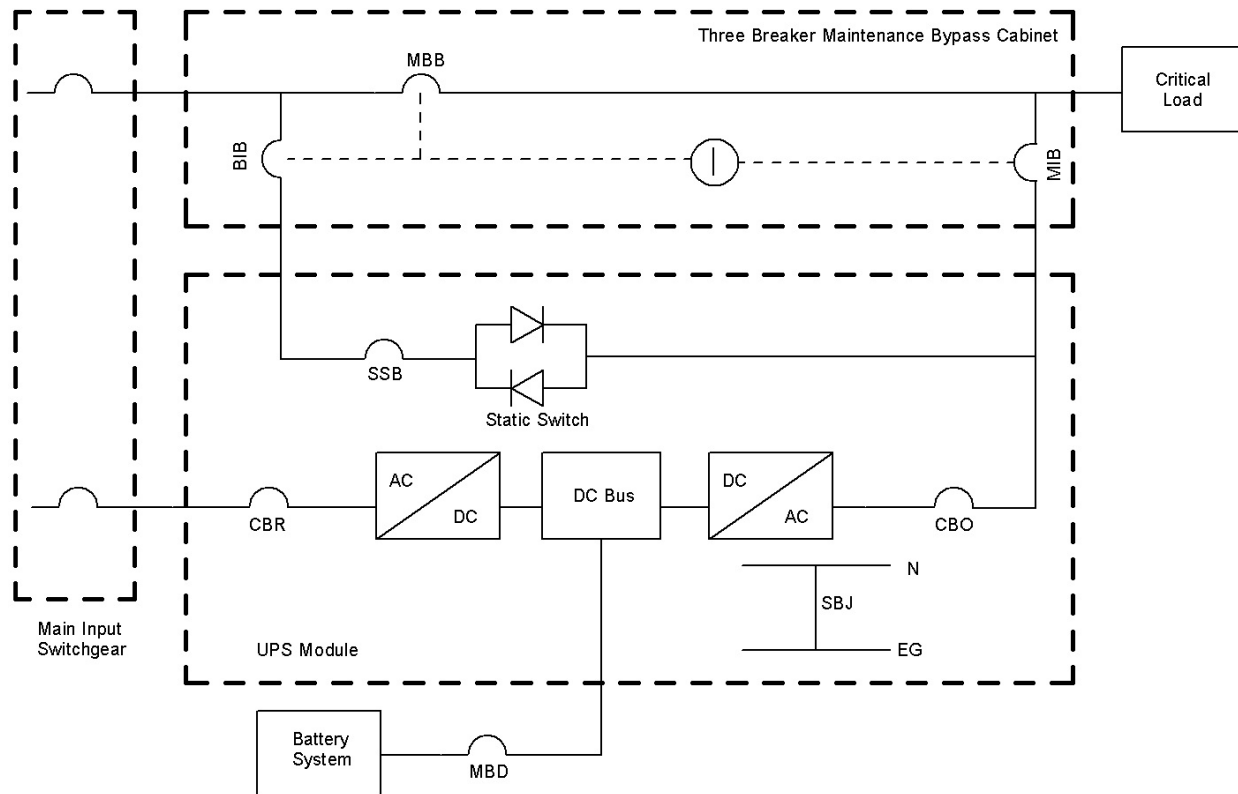 Three Breaker Maintenance Bypass Cabinet
MBB
Critical
Load
BIB
MIB
SSB
Static Switch
AC
DC
DC Bus
DC
AC
CBR
CBO
N
SBJ
EG
Main Input
Switchgear
UPS Module
Battery
System
MBD